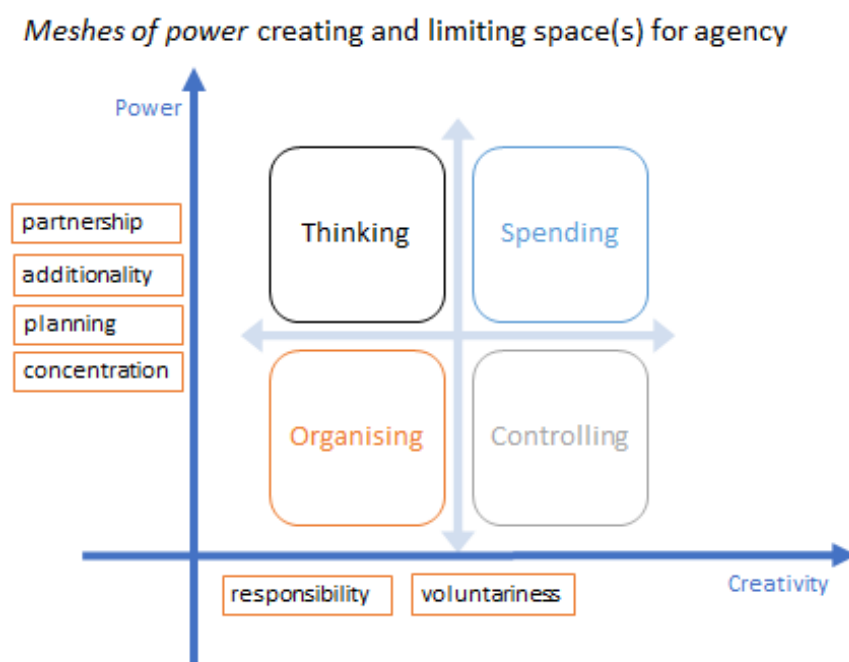 Meshes of power creating and limiting space(s) for agency
Power
partnership
additionality
planning
concentration
Thinking
Spending
Organising
Controlling
responsibility
voluntariness
Creativity